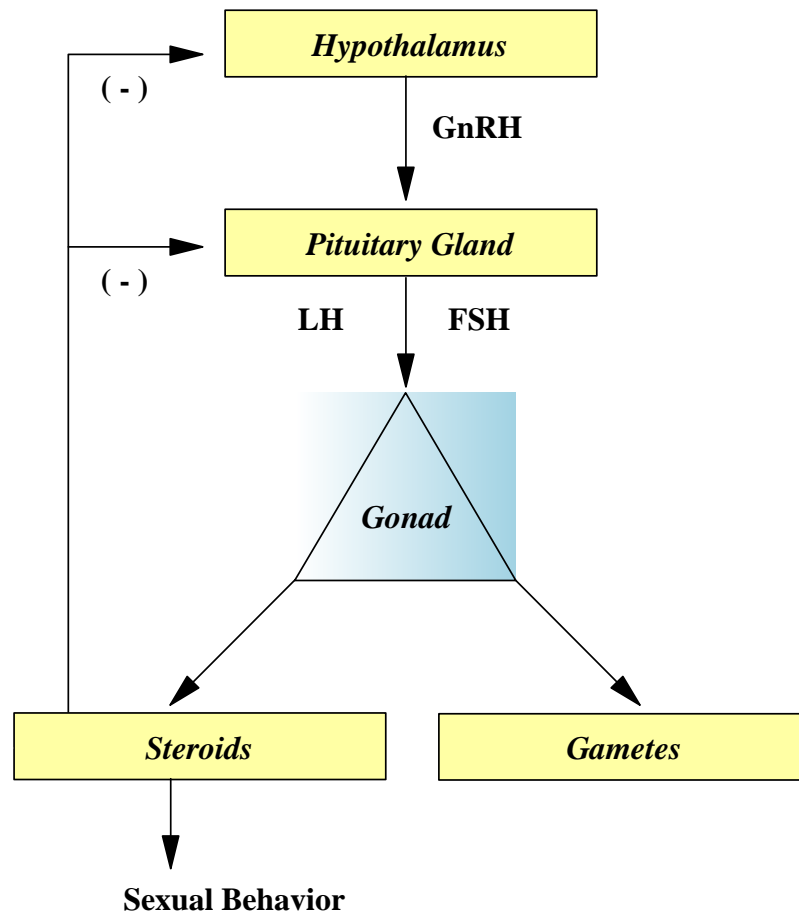 Hypothalamus
( - )
GnRH
Pituitary Gland
( - )
LH FSH
Gonad
Steroids Gametes
Sexual Behavior